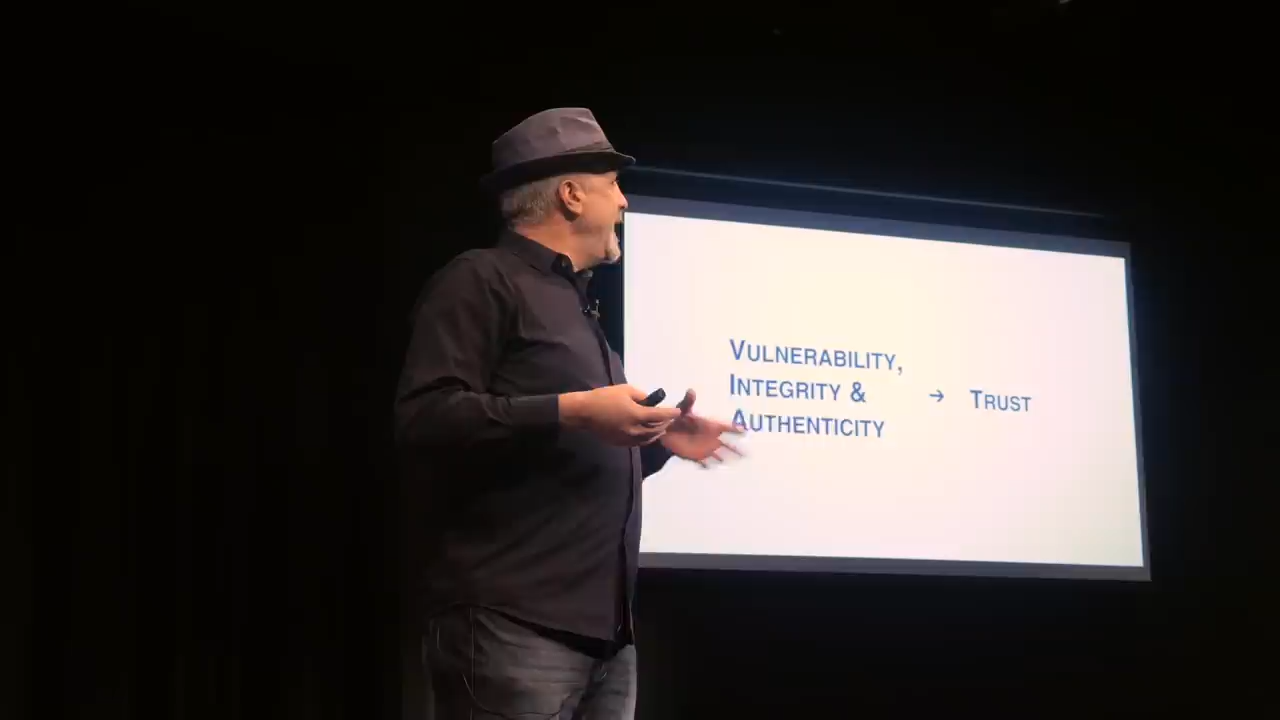 VULNERABILITY,
INTEGRITY & → TRUST
AUTHENTICITY